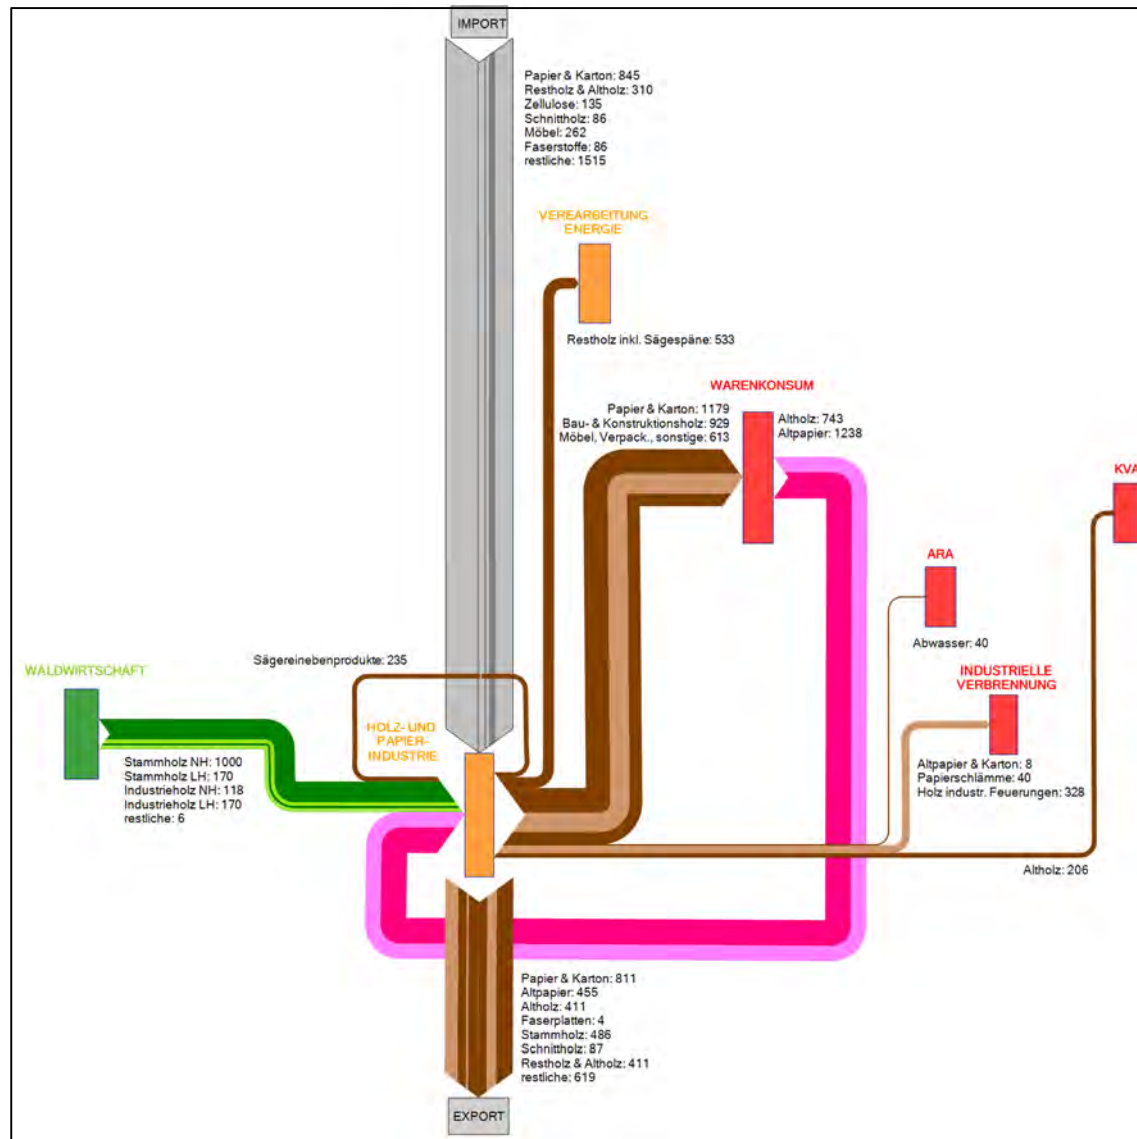 IMPORT
Papier & Karton: 845
Restholz & Altholz: 310
Zellulose: 135
Schnittholz: 86
Möbel: 262
Faserstoffe: 86
restliche: 1515
VEREARBEITUNG
ENERGIE
Restholz inkl. Sägespäne: 533
WARENKONSUM
Papier & Karton: 1179
Bau- & Konstruktionsholz: 929
Möbel, Verpack., sonstige: 613
Altholz: 743
Altpapier: 1238
KVA
ARA
Abwasser: 40
Sägereinebenprodukte: 235
WALDWIRTSCHAFT
INDUSTRIELLE
VERBRENNUNG
HOLZ- UND
PAPIER-
INDUSTRIE
Stammholz NH: 1000
Stammholz LH: 170
Industrieholz NH: 118
Industrieholz LH: 170
restliche: 6
Altpapier & Karton: 8
Papierschlämme: 40
Holz industr. Feuerungen: 328
Altholz: 206
Papier & Karton: 811
Altpapier: 455
Altholz: 411
Faserplatten: 4
Stammholz: 486
Schnittholz: 87
Restholz & Altholz: 411
restliche: 619
EXPORT